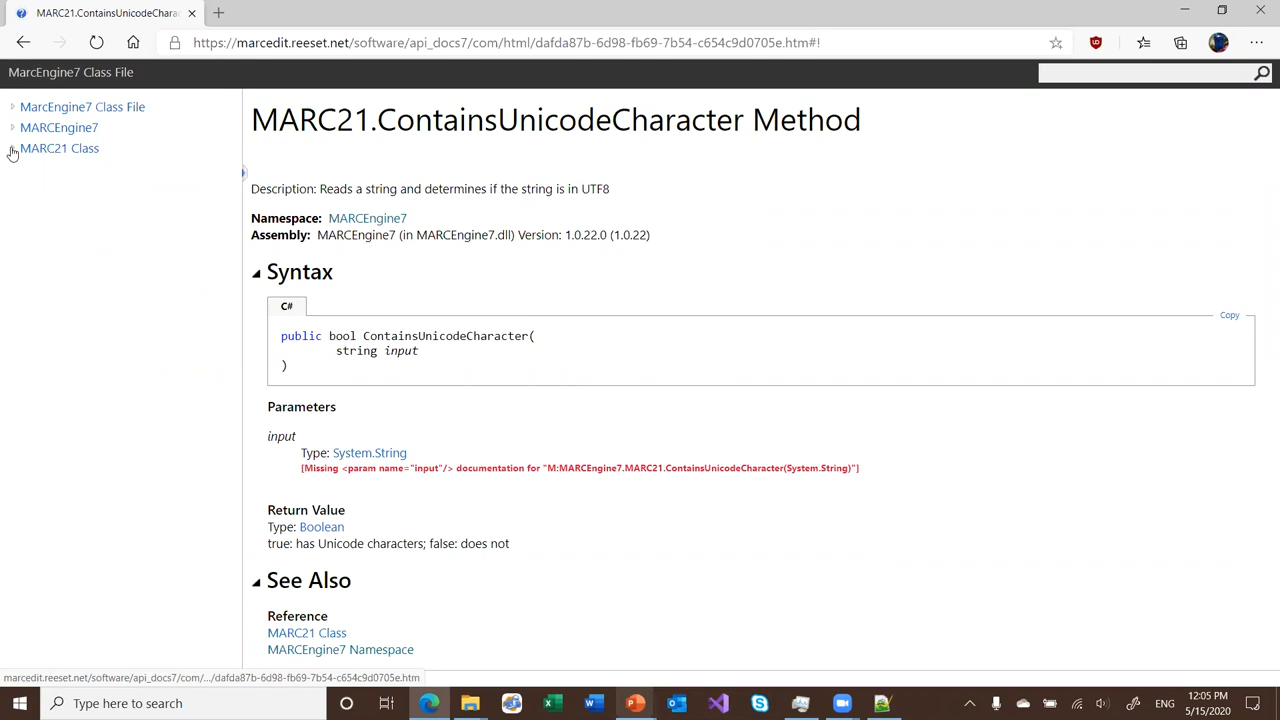 MARC21.ContainsUnicodeCharac
https://marcedit.reeset.net/software/api_docs7/com/html/dafda87b-6d98-fb69-7b54-c654c9d0705e.htm#!
MarcEngine7 Class File
MarcEngine7 Class File
MARCEngine7
MARC21 Class
MARC21.ContainsUnicodeCharacter Method
Description: Reads a string and determines if the string is in UTF8
Namespace: MARCEngine7
Assembly: MARCEngine7 (in MARCEngine7.dll) Version: 1.0.22.0 (1.0.22)
Syntax
C#
Copy
public bool ContainsUnicodeCharacter(
string input
)
Parameters
input
Type: System.String
[Missing <param name="input"/> documentation for "M:MARCEngine7.MARC21.ContainsUnicodeCharacter(System.String)"]
Return Value
Type: Boolean
true: has Unicode characters; false: does not
See Also
Reference
MARC21 Class
MARCEngine7 Namespace
marcedit.reeset.net/software/api_docs7/com/.../dafda87b-6d98-fb69-7b54-c654c9d0705e.htm
Type here to search
12:05 PM
5/15/2020